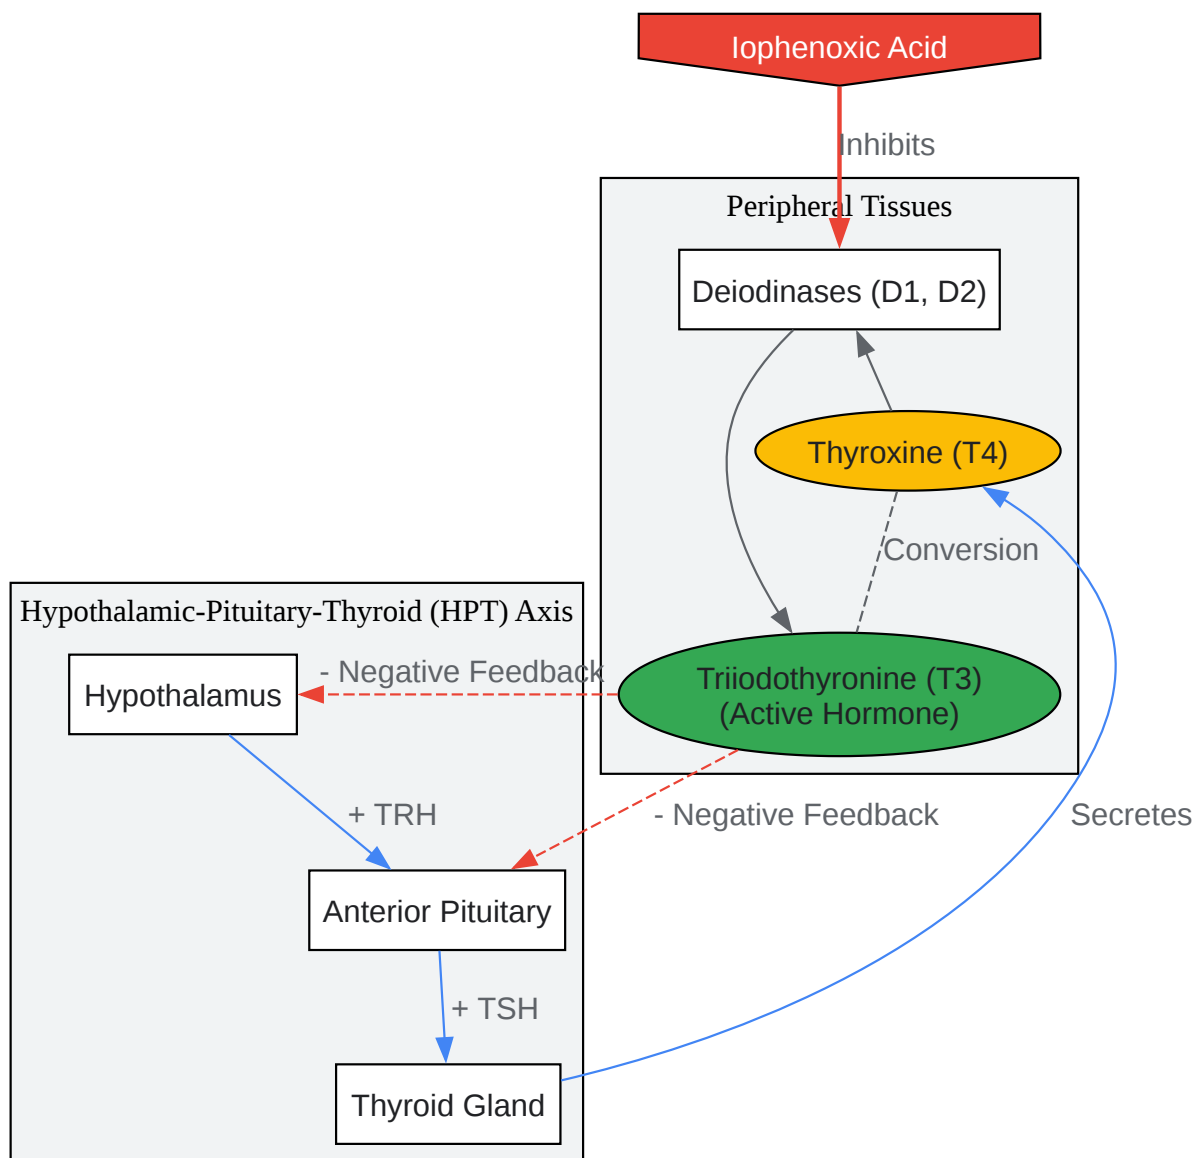 Iophenoxic Acid
Inhibits
Peripheral Tissues
Deiodinases (D1, D2)
Thyroxine (T4)
Conversion
Hypothalamic-Pituitary-Thyroid (HPT) Axis
- Negative Feedback
Triiodothyronine (T3)
(Active Hormone)
Hypothalamus
+ TRH
- Negative Feedback
Secretes
Anterior Pituitary
+ TSH
Thyroid Gland